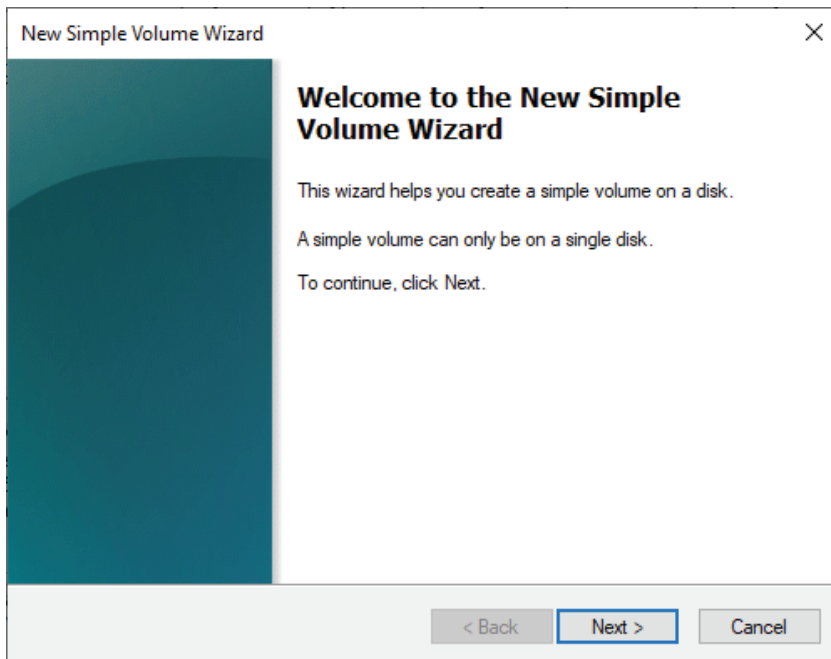 New Simple Volume Wizard
Welcome to the New Simple
Volume Wizard
This wizard helps you create a simple volume on a disk.
A simple volume can only be on a single disk.
To continue, click Next.
< Back
Next >
Cancel